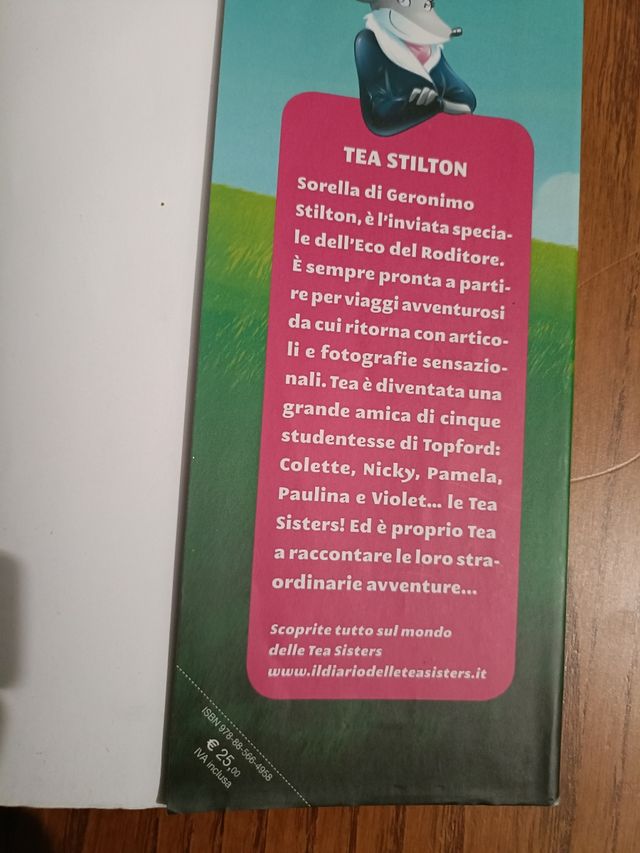 TEA STILTON
Sorella di Geronimo
Stilton, è l'inviata specia-
le dell'Eco del Roditore.
È sempre pronta a parti-
re per viaggi avventurosi
da cui ritorna con artico-
li e fotografie sensazio-
nali. Tea è diventata una
grande amica di cinque
studentesse di Topford:
Colette, Nicky, Pamela,
Paulina e Violet... le Tea
Sisters! Ed è proprio Tea
a raccontare le loro stra-
ordinarie avventure...
Scoprite tutto sul mondo
delle Tea Sisters
www.ildiariodelleteasisters.it
ISBN 978-88-566-4958
€ 25,00
IVA inclusa